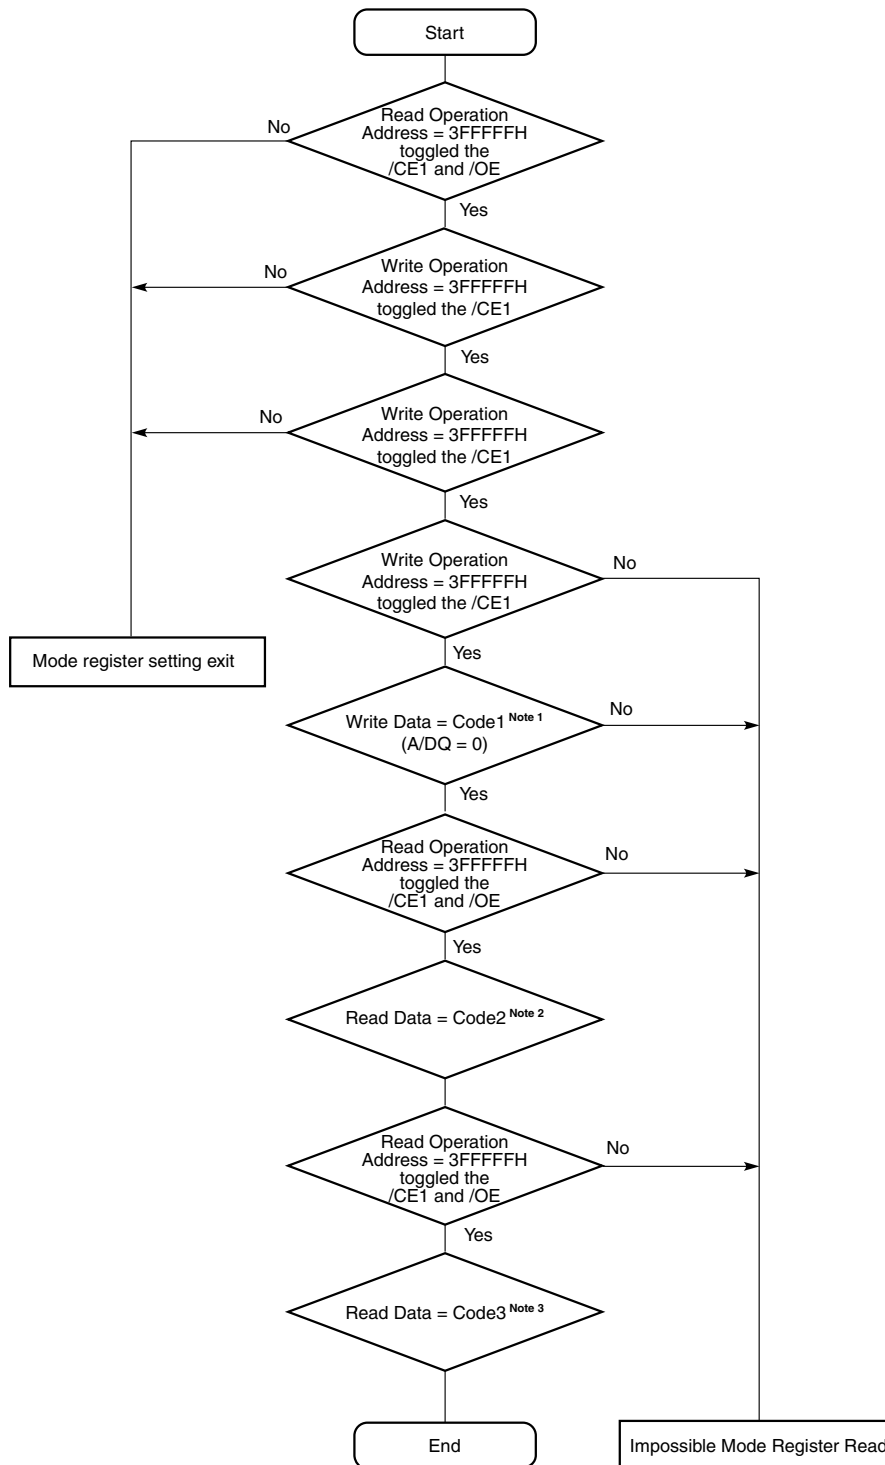 Start
Read Operation
Address = 3FFFFFH
toggled the
/CE1 and /OE
No
Yes
Write Operation
Address = 3FFFFFH
toggled the /CE1
No
Yes
Write Operation
Address = 3FFFFFH
toggled the /CE1
No
Yes
Write Operation
Address = 3FFFFFH
toggled the /CE1
No
Yes
Mode register setting exit
Write Data = Code1 Note 1
(A/DQ = 0)
No
Yes
Read Operation
Address = 3FFFFFH
toggled the
/CE1 and /OE
No
Yes
Read Data = Code2 Note 2
Read Operation
Address = 3FFFFFH
toggled the
/CE1 and /OE
No
Yes
Read Data = Code3 Note 3
End
Impossible Mode Register Read